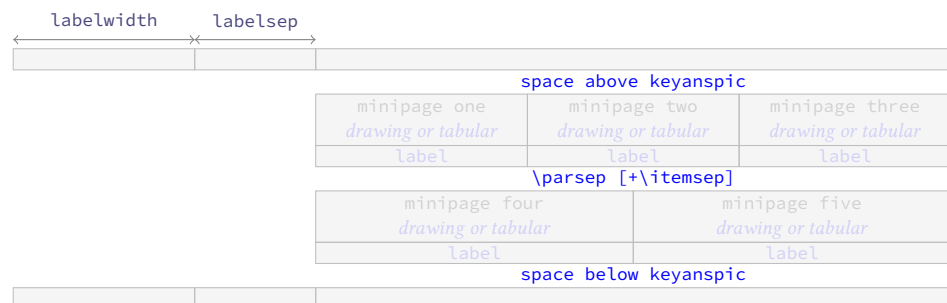 labelwidth labelsep
space above keyanspic
minipage one minipage two minipage three
drawing or tabular drawing or tabular drawing or tabular
label label label
\parsep [+\itemsep]
minipage four minipage five
drawing or tabular drawing or tabular
label label
space below keyanspic